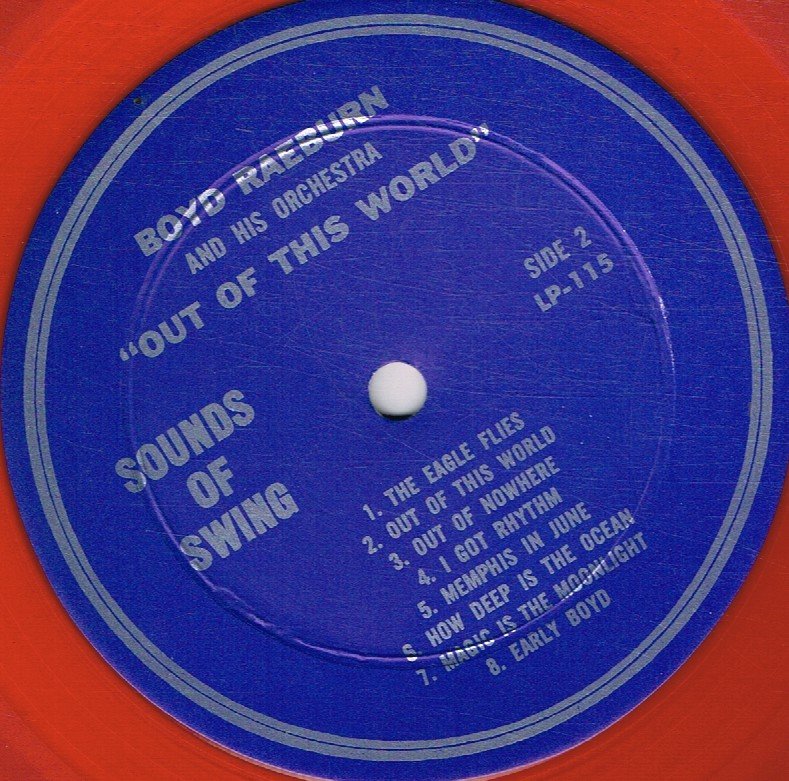 BOYD RAEBURN
AND HIS ORCHESTRA
"OUT OF THIS WORLD"
SIDE 2
LP-115
SOUNDS
OF
SWING
1. THE EAGLE FLIES
2. OUT OF THIS WORLD
3. OUT OF NOWHERE
4. I GOT RHYTHM
5. MEMPHIS IN JUNE
6. HOW DEEP IS THE OCEAN
7. MAGIC IS THE MOONLIGHT
8. EARLY BOYD